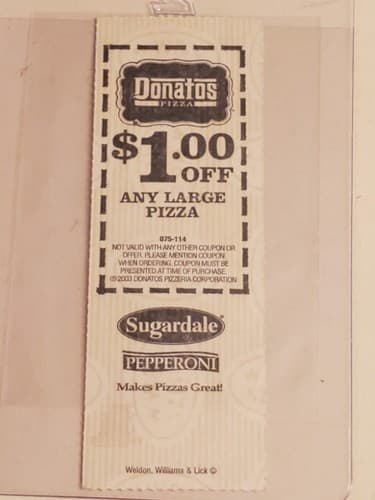 Donatos
PIZZA
$1.00
OFF
ANY LARGE
PIZZA
075-114
NOT VALID WITH ANY OTHER COUPON OR
OFFER. PLEASE MENTION COUPON
WHEN ORDERING. COUPON MUST BE
PRESENTED AT TIME OF PURCHASE.
©2003 DONATOS PIZZERIA CORPORATION
Sugardale
PEPPERONI
Makes Pizzas Great!
Weldon, Williams & Lick ©